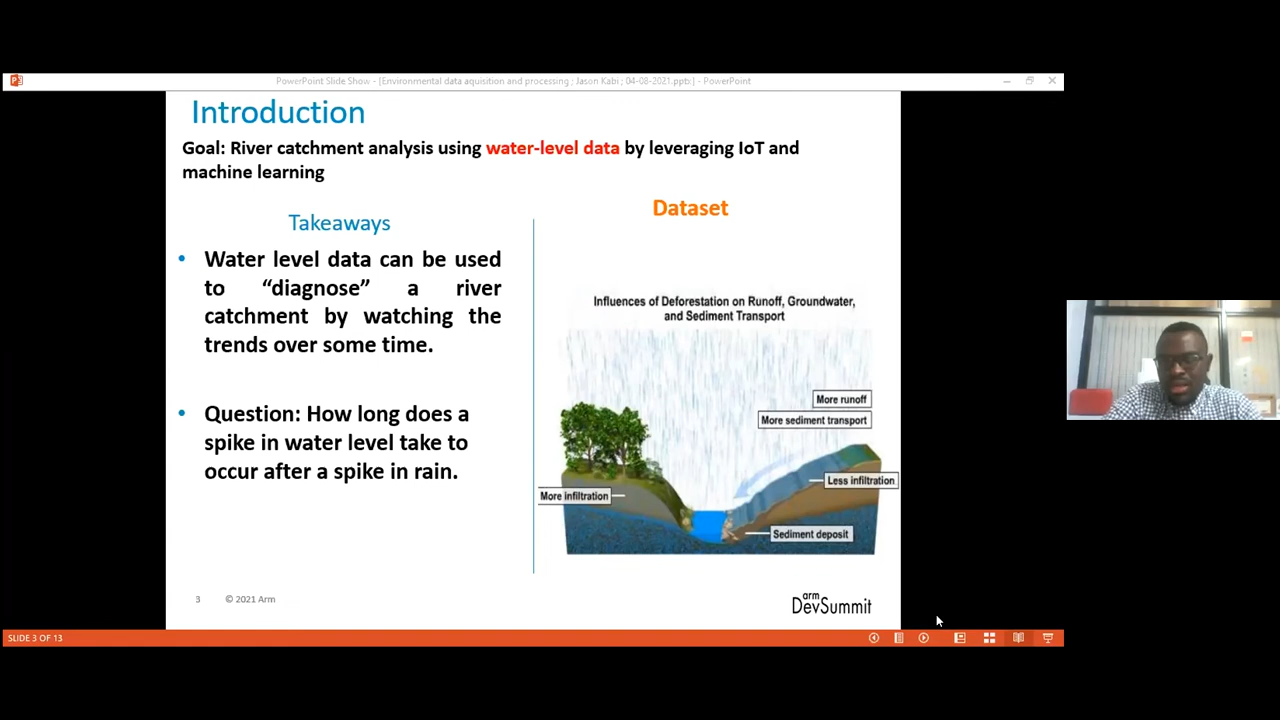 PowerPoint Slide Show - [Environmental data aquisition and processing ; Jason Kabi ; 04-08-2021.pptx] - PowerPoint
Introduction
Goal: River catchment analysis using water-level data by leveraging IoT and
machine learning
Takeaways
• Water level data can be used
to “diagnose” a river
catchment by watching the
trends over some time.
• Question: How long does a
spike in water level take to
occur after a spike in rain.
Dataset
Influences of Deforestation on Runoff, Groundwater,
and Sediment Transport
More runoff
More sediment transport
Less infiltration
More infiltration
Sediment deposit
3 © 2021 Arm
arm
DevSummit
SLIDE 3 OF 13